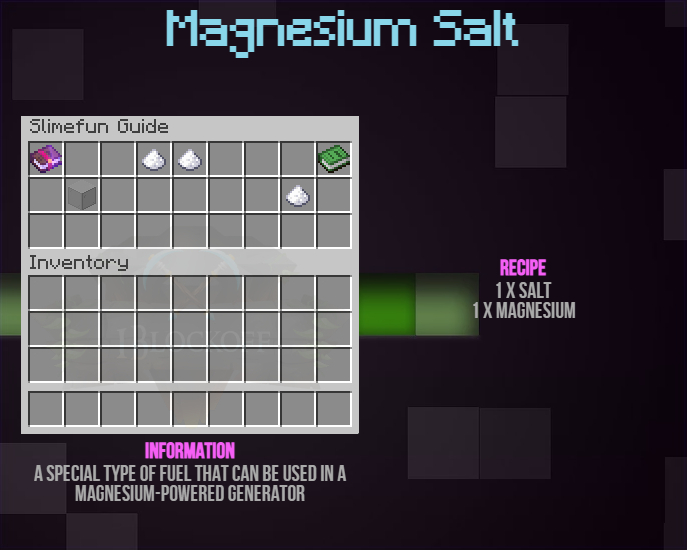 Magnesium Salt
Slimefun Guide
Inventory
IBLOCKOFF
RECIPE
1 X SALT
1 X MAGNESIUM
INFORMATION
A SPECIAL TYPE OF FUEL THAT CAN BE USED IN A
MAGNESIUM-POWERED GENERATOR